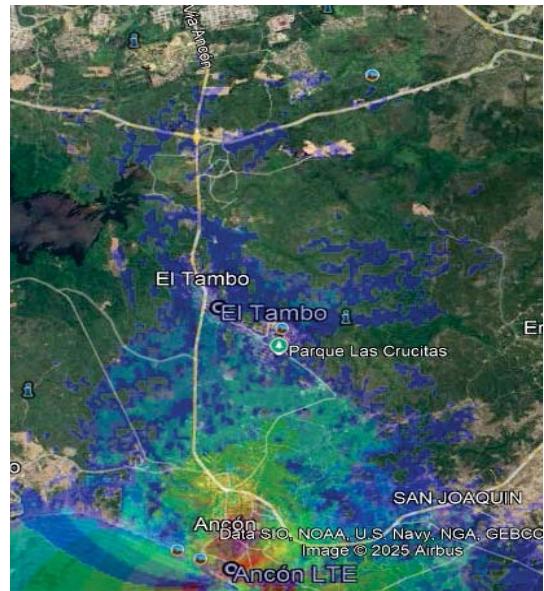 Vía Ancón
El Tambo
El Tambo
Parque Las Crucitas
Er
o
SAN JOAQUIN
Ancón
Data SIO, NOAA, U.S. Navy, NGA, GEBCO
Image © 2025 Airbus
Ancón LTE